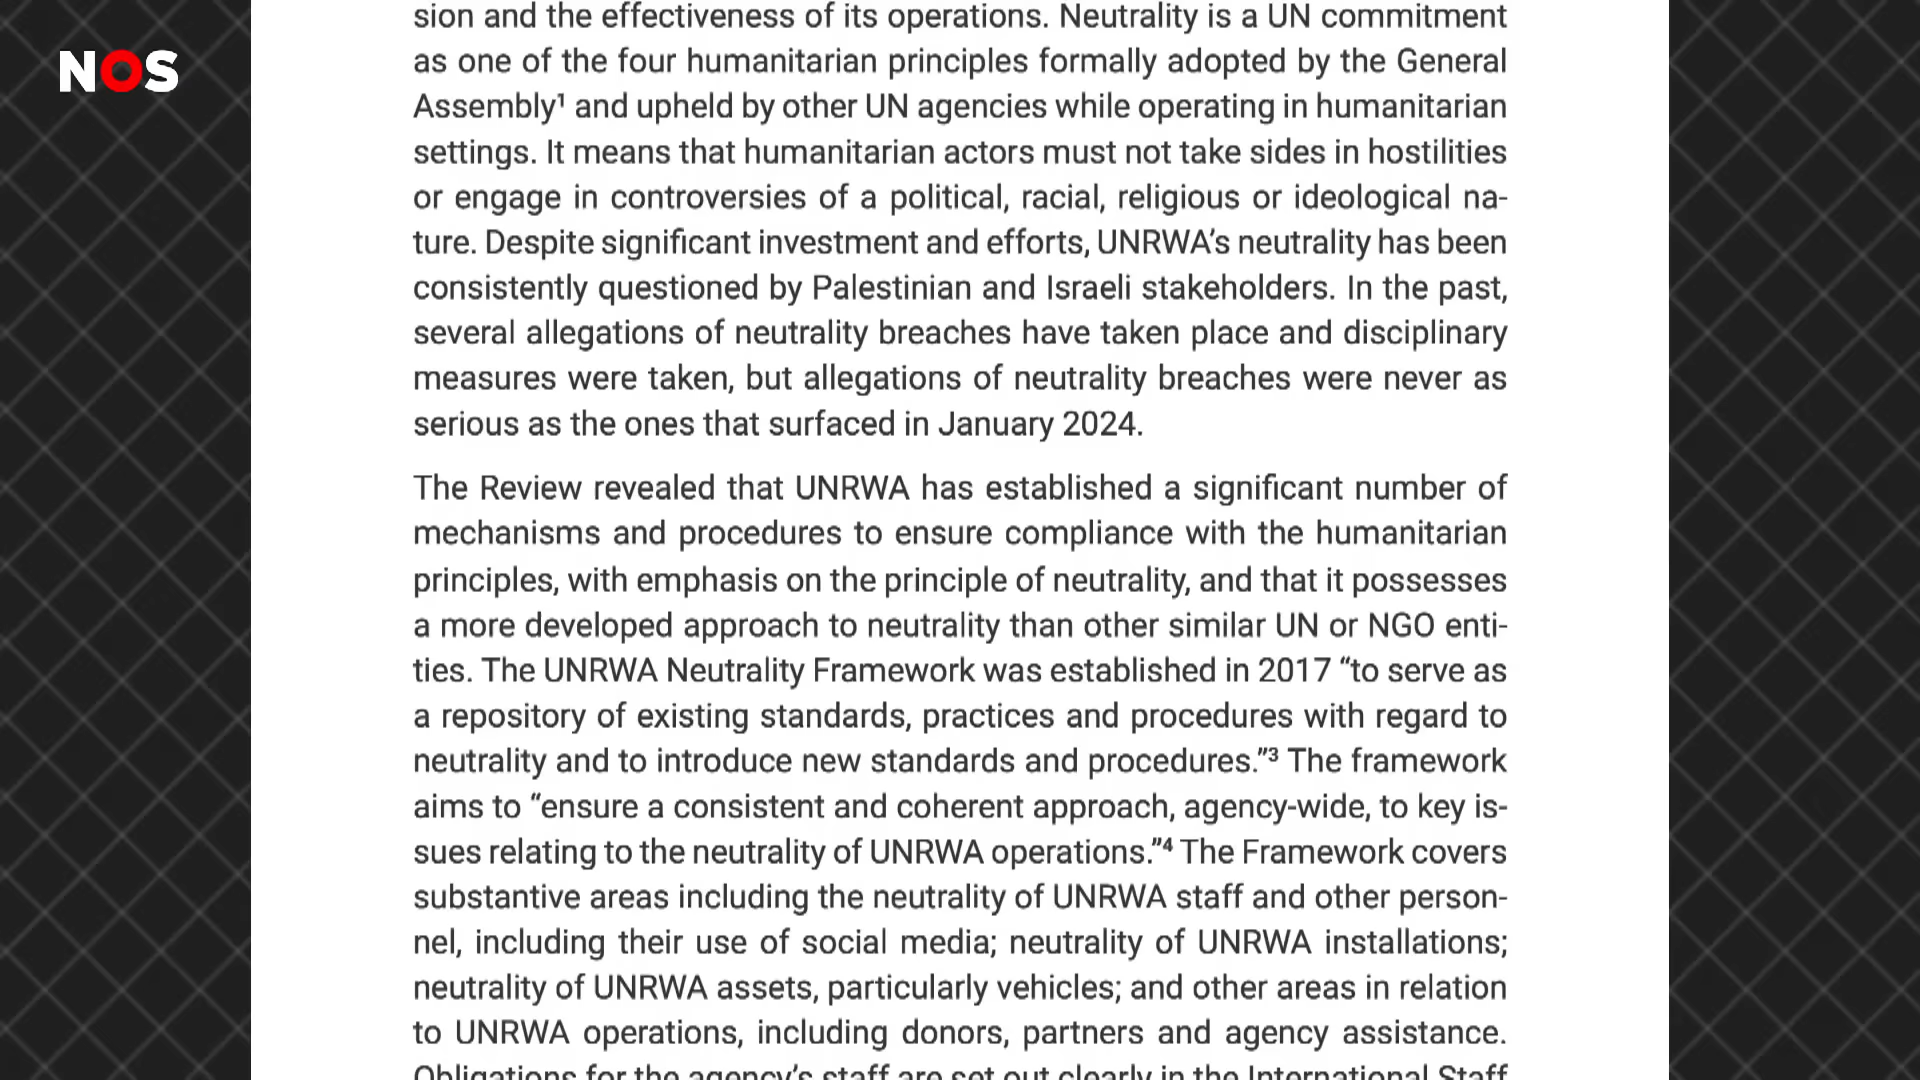 NOS
sion and the effectiveness of its operations. Neutrality is a UN commitment
as one of the four humanitarian principles formally adopted by the General
Assembly¹ and upheld by other UN agencies while operating in humanitarian
settings. It means that humanitarian actors must not take sides in hostilities
or engage in controversies of a political, racial, religious or ideological na-
ture. Despite significant investment and efforts, UNRWA’s neutrality has been
consistently questioned by Palestinian and Israeli stakeholders. In the past,
several allegations of neutrality breaches have taken place and disciplinary
measures were taken, but allegations of neutrality breaches were never as
serious as the ones that surfaced in January 2024.
The Review revealed that UNRWA has established a significant number of
mechanisms and procedures to ensure compliance with the humanitarian
principles, with emphasis on the principle of neutrality, and that it possesses
a more developed approach to neutrality than other similar UN or NGO enti-
ties. The UNRWA Neutrality Framework was established in 2017 “to serve as
a repository of existing standards, practices and procedures with regard to
neutrality and to introduce new standards and procedures.”³ The framework
aims to “ensure a consistent and coherent approach, agency-wide, to key is-
sues relating to the neutrality of UNRWA operations.”⁴ The Framework covers
substantive areas including the neutrality of UNRWA staff and other person-
nel, including their use of social media; neutrality of UNRWA installations;
neutrality of UNRWA assets, particularly vehicles; and other areas in relation
to UNRWA operations, including donors, partners and agency assistance.
Obligations for the agency’s staff are set out clearly in the International Staff